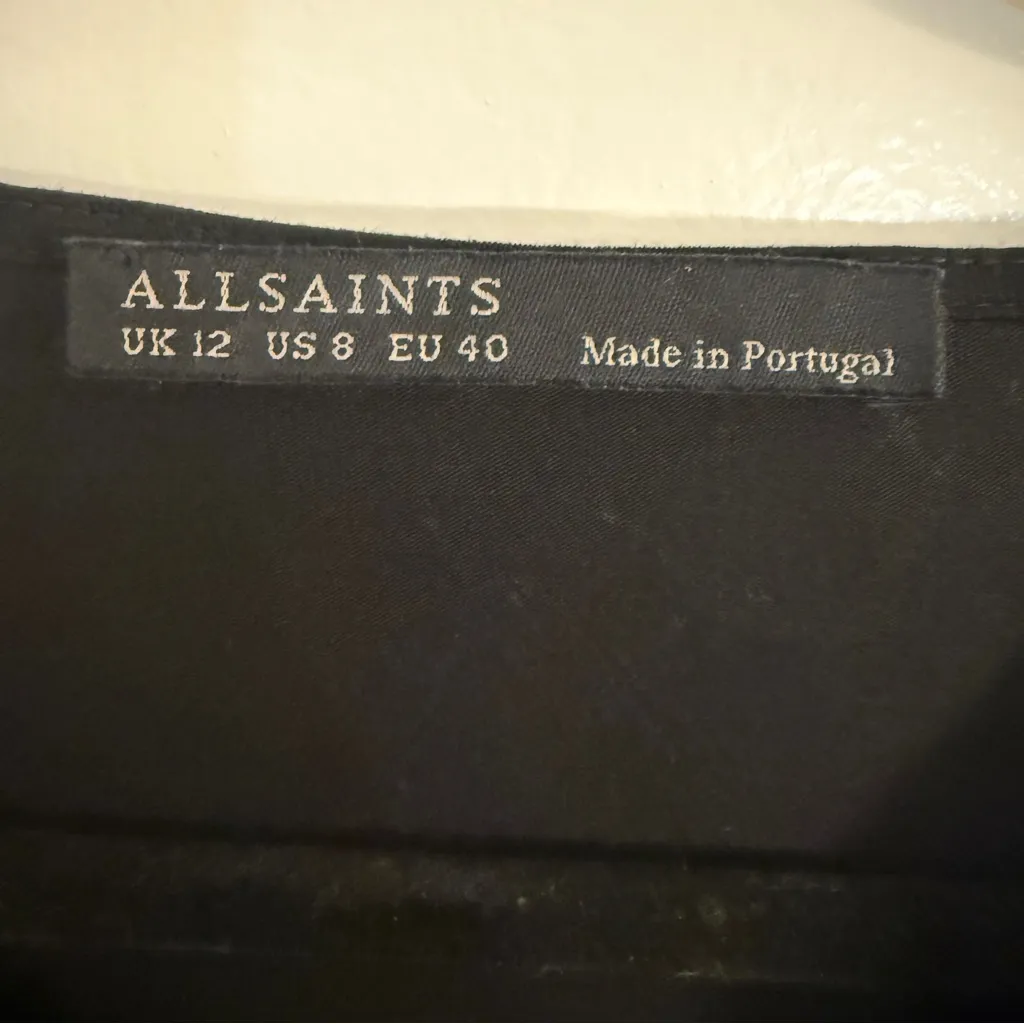 ALLSAINTS
UK 12 US 8 EU 40 Made in Portugal